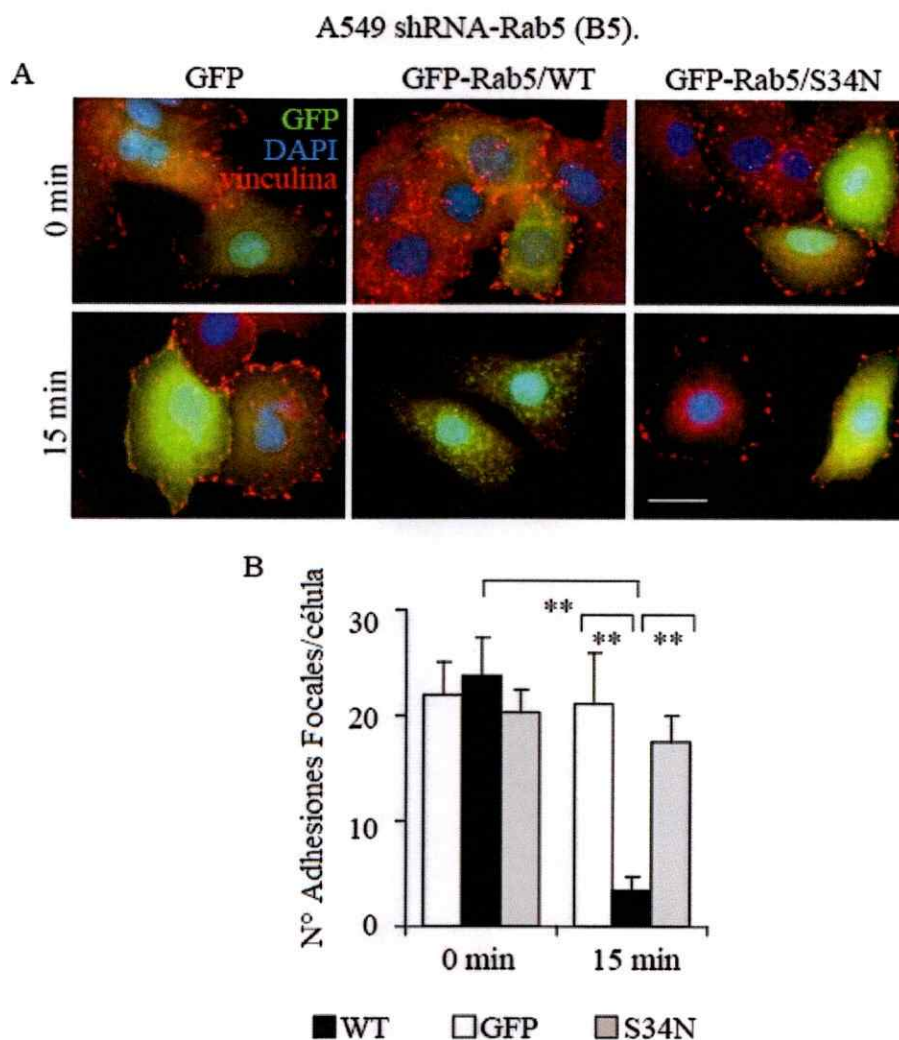 A549 shRNA-Rab5 (B5).
A
GFP GFP-Rab5/WT GFP-Rab5/S34N
GFP
DAPI
vinculina
0 min
15 min
B
N° Adhesiones Focales/célula
30
20
10
0
**
** **
0 min 15 min
WT GFP S34N